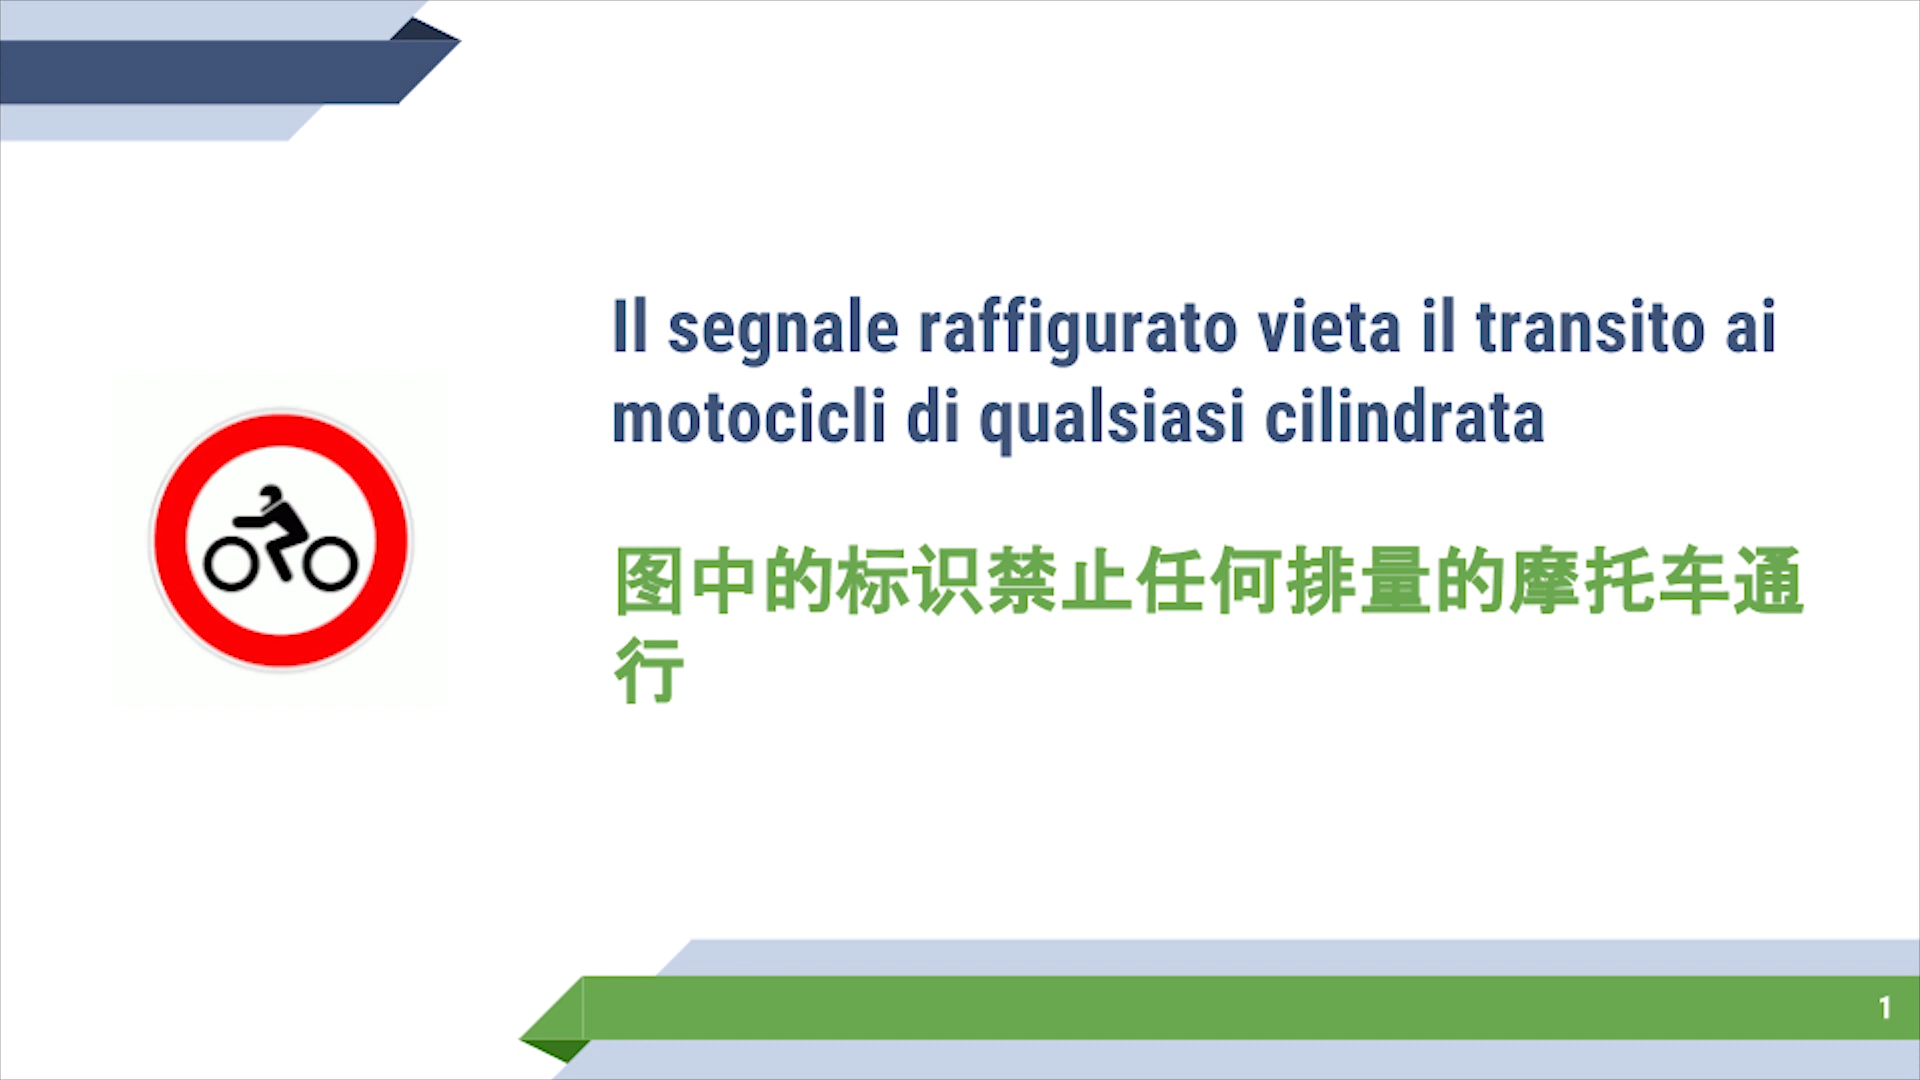 Il segnale raffigurato vieta il transito ai
motocicli di qualsiasi cilindrata
图中的标识禁止任何排量的摩托车通
行
1